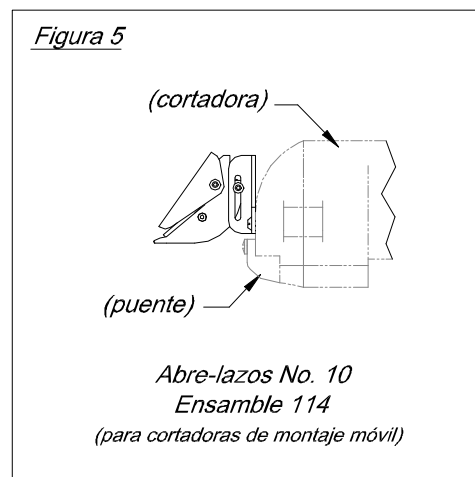 Figura 5
(cortadora)
(puente)
Abre-lazos No. 10
Ensamble 114
(para cortadoras de montaje móvil)